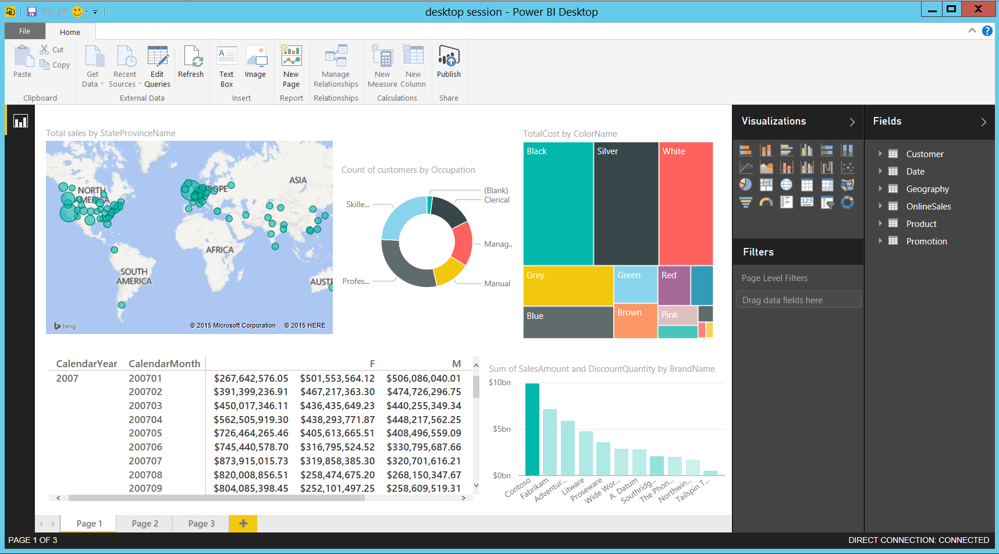 desktop session - Power BI Desktop
File
Home
Paste
Cut
Copy
Clipboard
Get Data
Recent Sources
Edit Queries
Refresh
External Data
Text Box
Image
Insert
New Page
Report
Manage Relationships
Relationships
New Measure
New Column
Calculations
Publish
Share
Total sales by StateProvinceName
NORTH AMERICA
ASIA
AFRICA
SOUTH AMERICA
AUST
bing
© 2015 Microsoft Corporation © 2015 HERE
Count of customers by Occupation
(Blank)
Clerical
Skille...
Manag..
Profes...
Manual
TotalCost by ColorName
Black
Silver
White
Grey
Green
Red
Blue
Brown
Pink
CalendarYear CalendarMonth F M
2007 200701 $267,642,576.05 $501,553,564.12 $506,086,040.01
200702 $391,399,236.91 $467,217,363.30 $474,726,296.75
200703 $450,017,346.11 $436,435,649.23 $440,255,349.34
200704 $562,505,919.30 $438,293,771.87 $448,217,562.25
200705 $726,464,265.46 $405,613,665.51 $408,496,559.09
200706 $745,440,578.70 $316,795,524.52 $330,795,687.66
200707 $873,915,015.73 $319,858,385.30 $320,701,616.21
200708 $820,008,856.51 $258,474,675.20 $268,150,347.67
200709 $804,085,398.45 $252,101,497.25 $258,609,519.31
Sum of SalesAmount and DiscountQuantity by BrandName
$10bn
$5bn
$0bn
Contoso
Fabrikam
Adventur...
Litware
Proseware
Wide Wor...
A. Datum
Southridg...
The Phon...
Northwin...
Tailspin T...
Visualizations
123
Filters
Page Level Filters
Drag data fields here
Fields
Customer
Date
Geography
OnlineSales
Product
Promotion
Page 1
Page 2
Page 3
PAGE 1 OF 3
DIRECT CONNECTION: CONNECTED